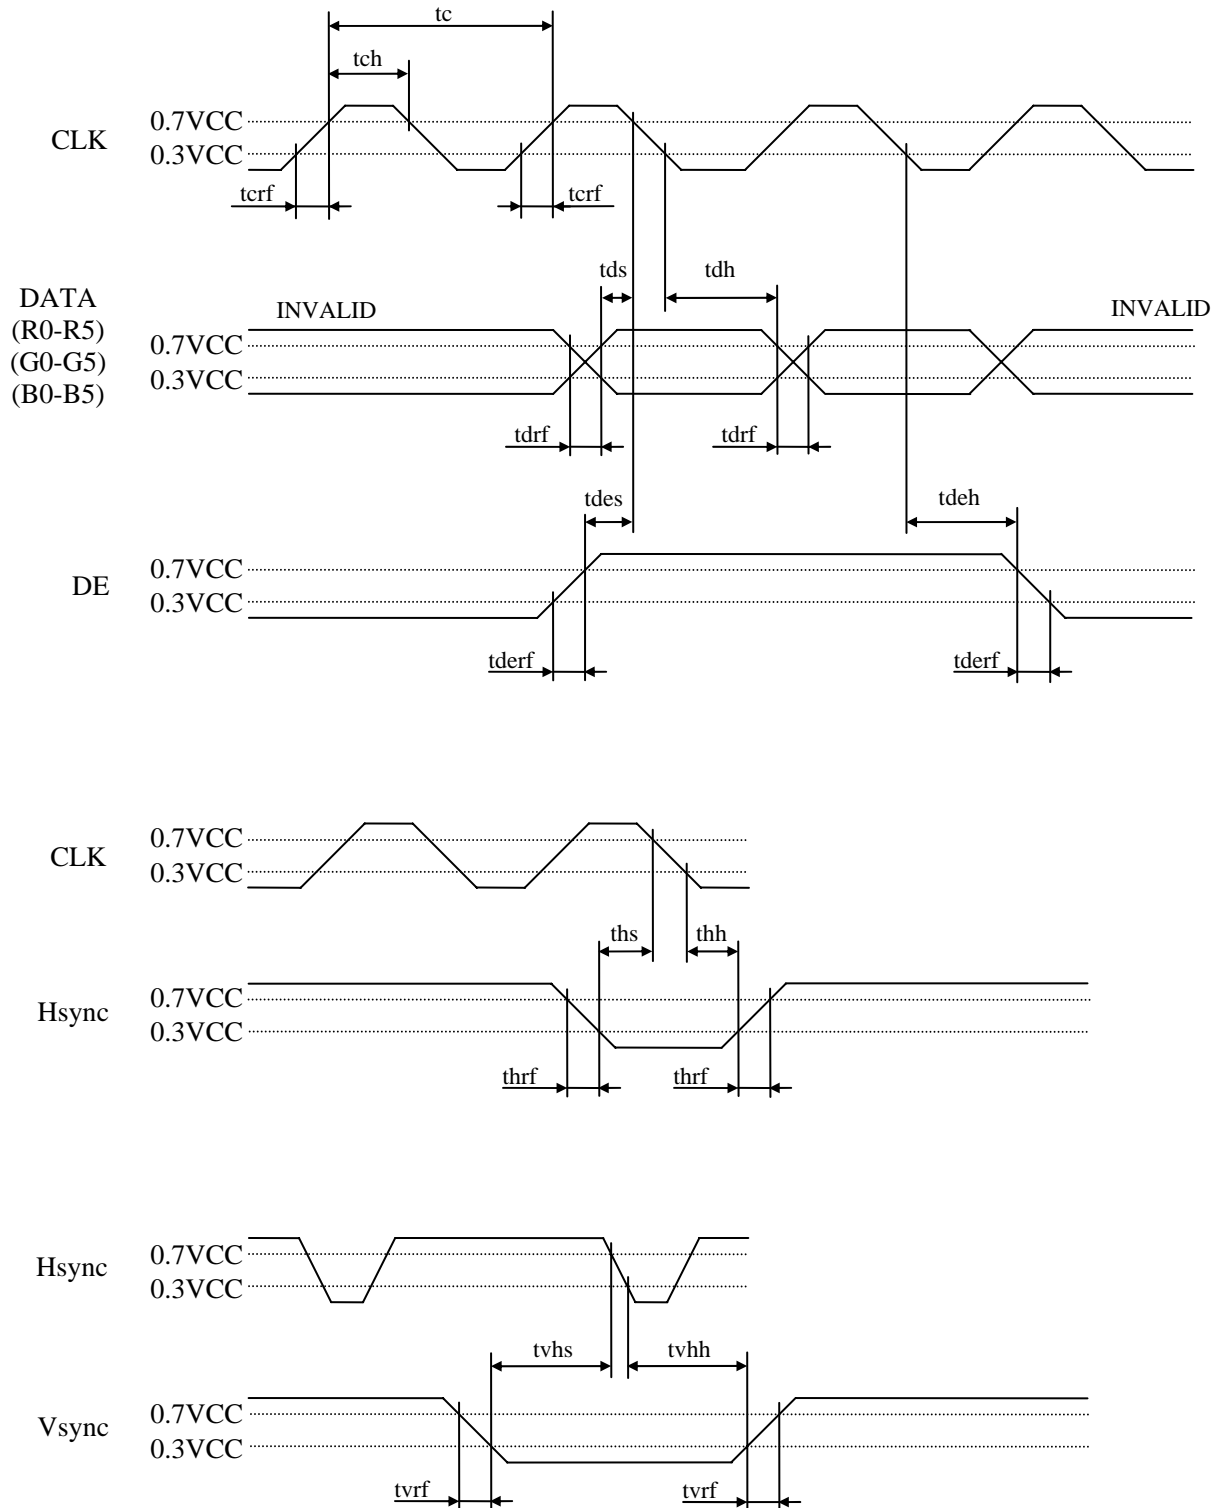 tc
tch
CLK
0.7VCC
0.3VCC
tcrf
tcrf
tds
tdh
DATA
(R0-R5)
(G0-G5)
(B0-B5)
INVALID
INVALID
0.7VCC
0.3VCC
tdrf
tdrf
tdes
tdeh
DE
0.7VCC
0.3VCC
tderf
tderf
CLK
0.7VCC
0.3VCC
ths
thh
Hsync
0.7VCC
0.3VCC
thrf
thrf
Hsync
0.7VCC
0.3VCC
tvhs
tvhh
Vsync
0.7VCC
0.3VCC
tvrf
tvrf